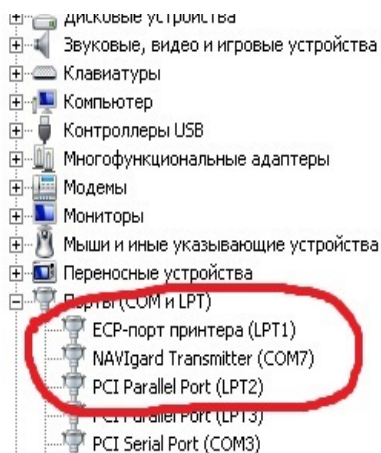 Дисковые устройства
Звуковые, видео и игровые устройства
Клавиатуры
Компьютер
Контроллеры USB
Многофункциональные адаптеры
Модемы
Мониторы
Мыши и иные указывающие устройства
Переносные устройства
Порты (COM и LPT)
ECP-порт принтера (LPT1)
NAVIgard Transmitter (COM7)
PCI Parallel Port (LPT2)
PCI Parallel Port (LPT3)
PCI Serial Port (COM3)